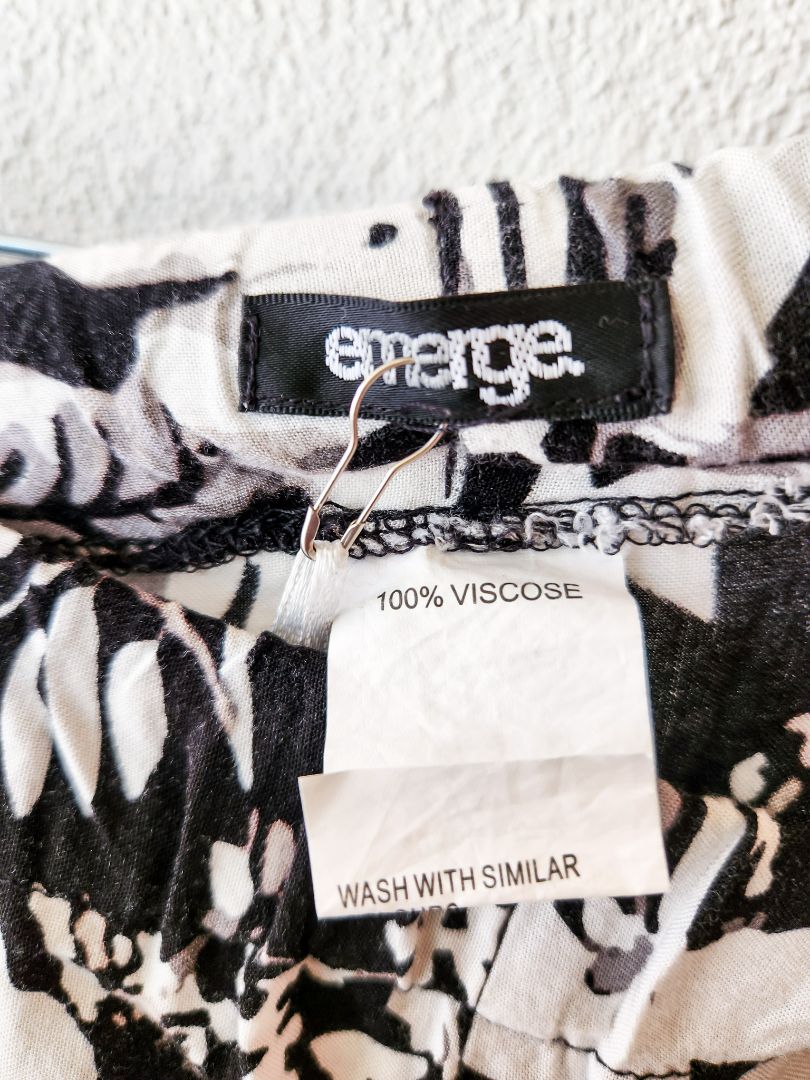 emerge.
100% VISCOSE
WASH WITH SIMILAR